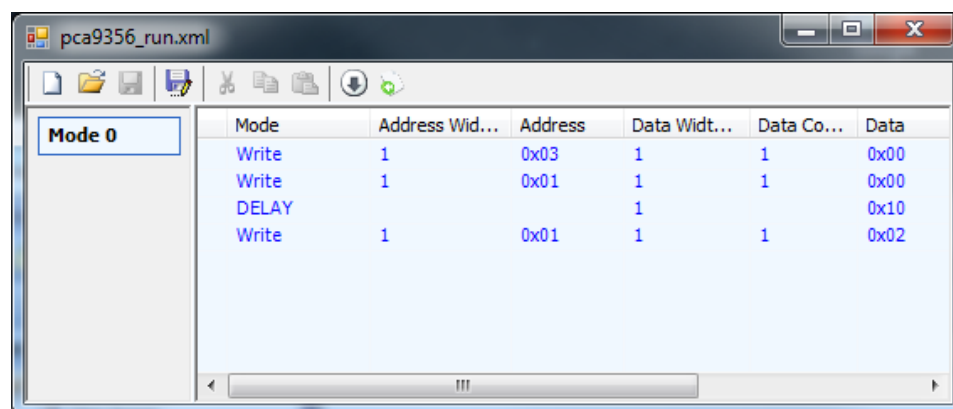 pca9356_run.xml
Mode 0
Mode Address Wid... Address Data Widt... Data Co... Data
Write 1 0x03 1 1 0x00
Write 1 0x01 1 1 0x00
DELAY 1 0x10
Write 1 0x01 1 1 0x02